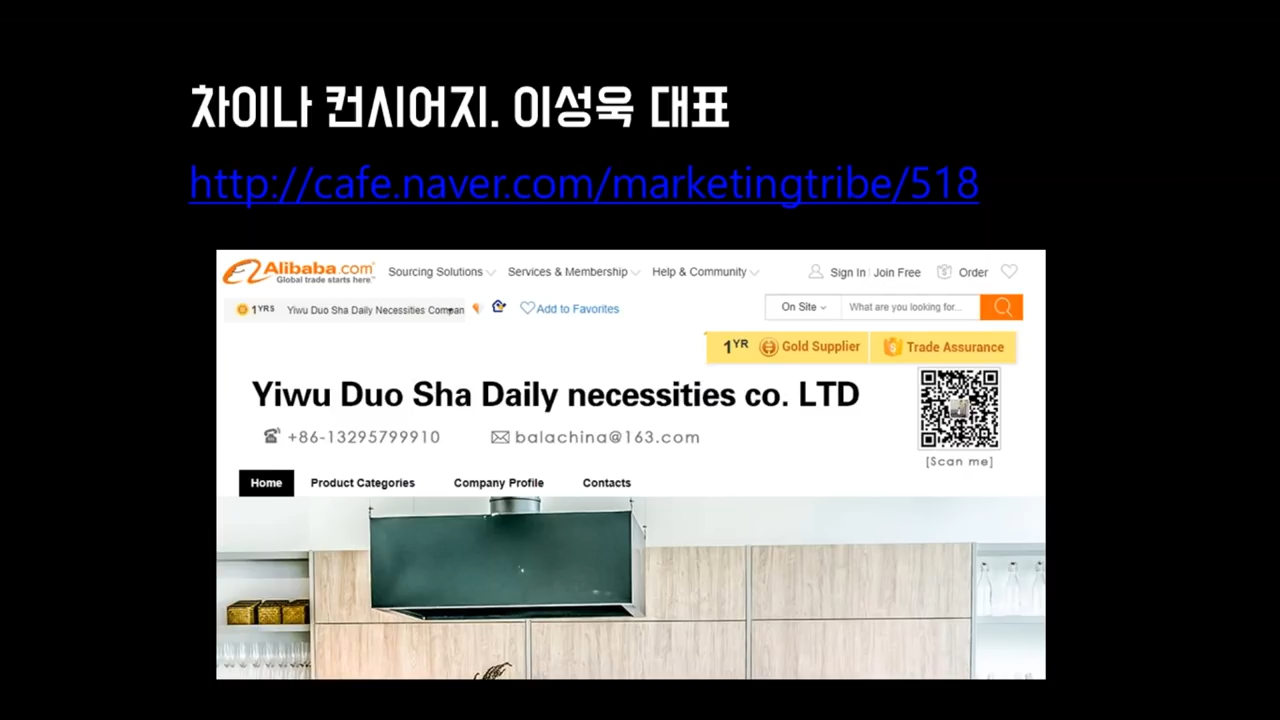 차이나 컨시어지. 이성욱 대표
http://cafe.naver.com/marketingtribe/518
Alibaba.com Sourcing Solutions Services & Membership Help & Community Sign In Join Free Order
Global trade starts here.™
1YRS Yiwu Duo Sha Daily Necessities Compan Add to Favorites On Site What are you looking for...
1YR Gold Supplier Trade Assurance
Yiwu Duo Sha Daily necessities co. LTD
+86-13295799910 balachina@163.com
[Scan me]
Home Product Categories Company Profile Contacts